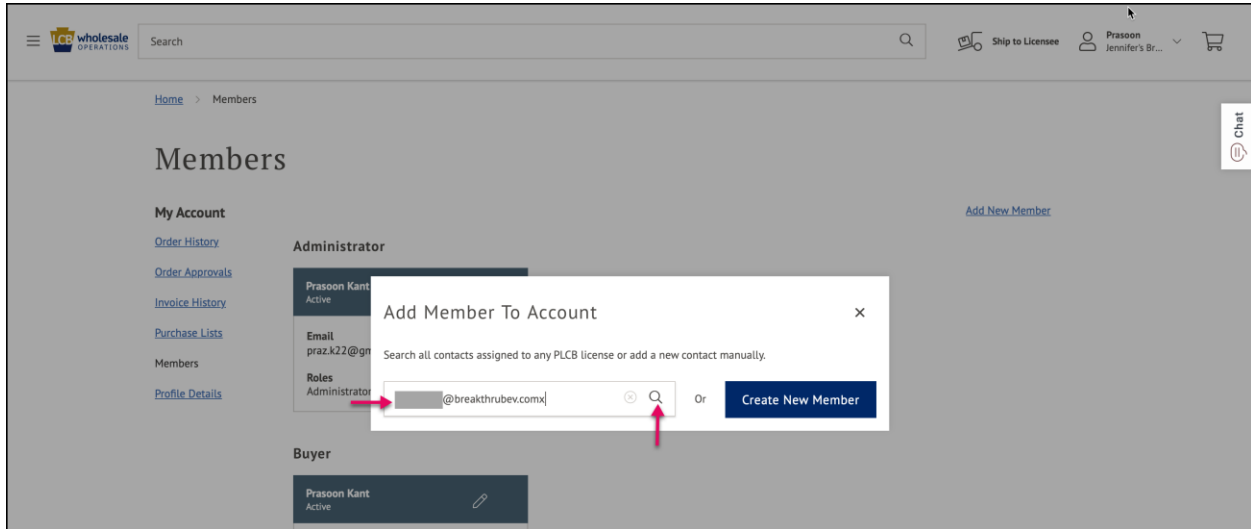 LCB wholesale
OPERATIONS
Search
Ship to Licensee
Prasoon
Jennifer's Br...
Home > Members
Chat
Members
My Account
Add New Member
Order History
Administrator
Order Approvals
Prasoon Kant
Active
Invoice History
Add Member To Account
Purchase Lists
Email
praz.k22@gm
Search all contacts assigned to any PLCB license or add a new contact manually.
Members
Roles
Administrator
Profile Details
@breakthrubev.comx
Or
Create New Member
Buyer
Prasoon Kant
Active